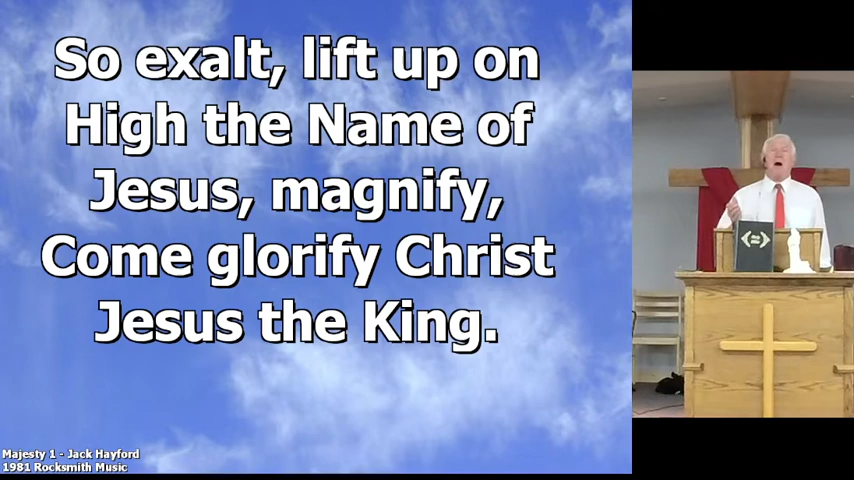 So exalt, lift up on
High the Name of
Jesus, magnify,
Come glorify Christ
Jesus the King.
Majesty 1 - Jack Hayford
1981 Rocksmith Music